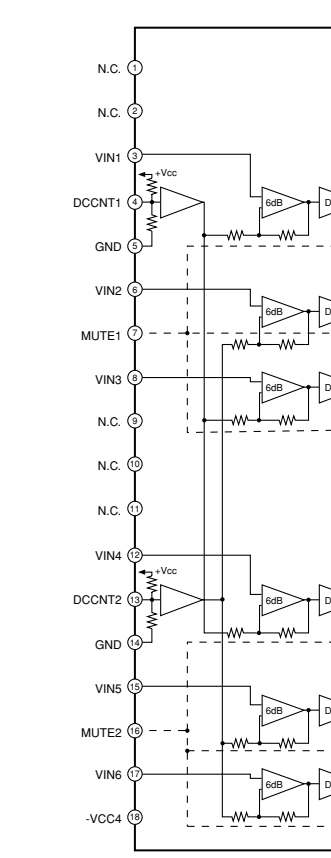 N.C. 1
N.C. 2
VIN1 3
+Vcc
DCCNT1 4
6dB D
GND 5
VIN2 6
6dB D
MUTE1 7
VIN3 8
6dB D
N.C. 9
N.C. 10
N.C. 11
VIN4 12
+Vcc
DCCNT2 13
6dB D
GND 14
VIN5 15
6dB D
MUTE2 16
VIN6 17
6dB D
-VCC4 18